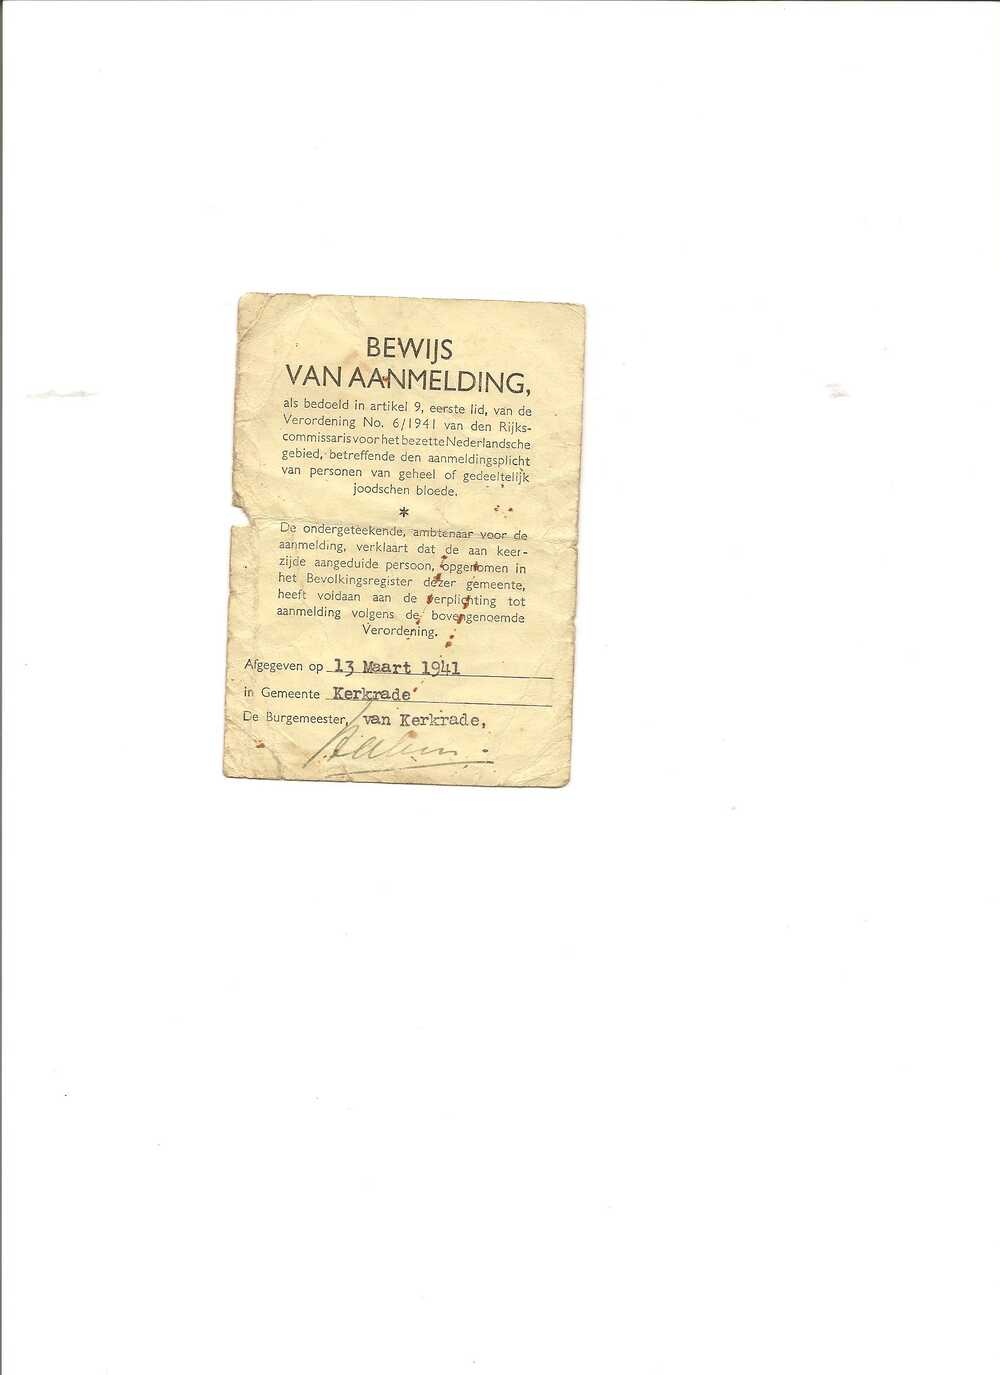 BEWIJS
VAN AANMELDING,
als bedoeld in artikel 9, eerste lid, van de
Verordening No. 6/1941 van den Rijks-
commissaris voor het bezette Nederlandsche
gebied, betreffende den aanmeldingsplicht
van personen van geheel of gedeeltelijk
joodschen bloede.
*
De ondergeteekende, ambtenaar voor de
aanmelding, verklaart dat de aan keer-
zijde aangeduide persoon, opgenomen in
het Bevolkingsregister dezer gemeente,
heeft voldaan aan de verplichting tot
aanmelding volgens de bovengenoemde
Verordening.
Afgegeven op 13 Maart 1941
in Gemeente Kerkrade
De Burgemeester, van Kerkrade,